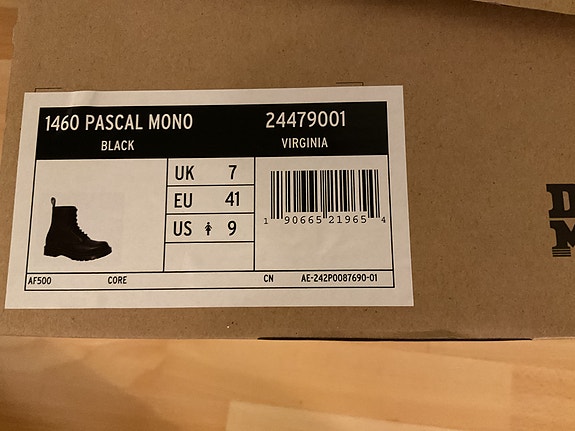 1460 PASCAL MONO 24479001
BLACK VIRGINIA
UK 7
EU 41
US 9
1 90665 21965 4
AF500 CORE CN AE-242P0087690-01
D
M